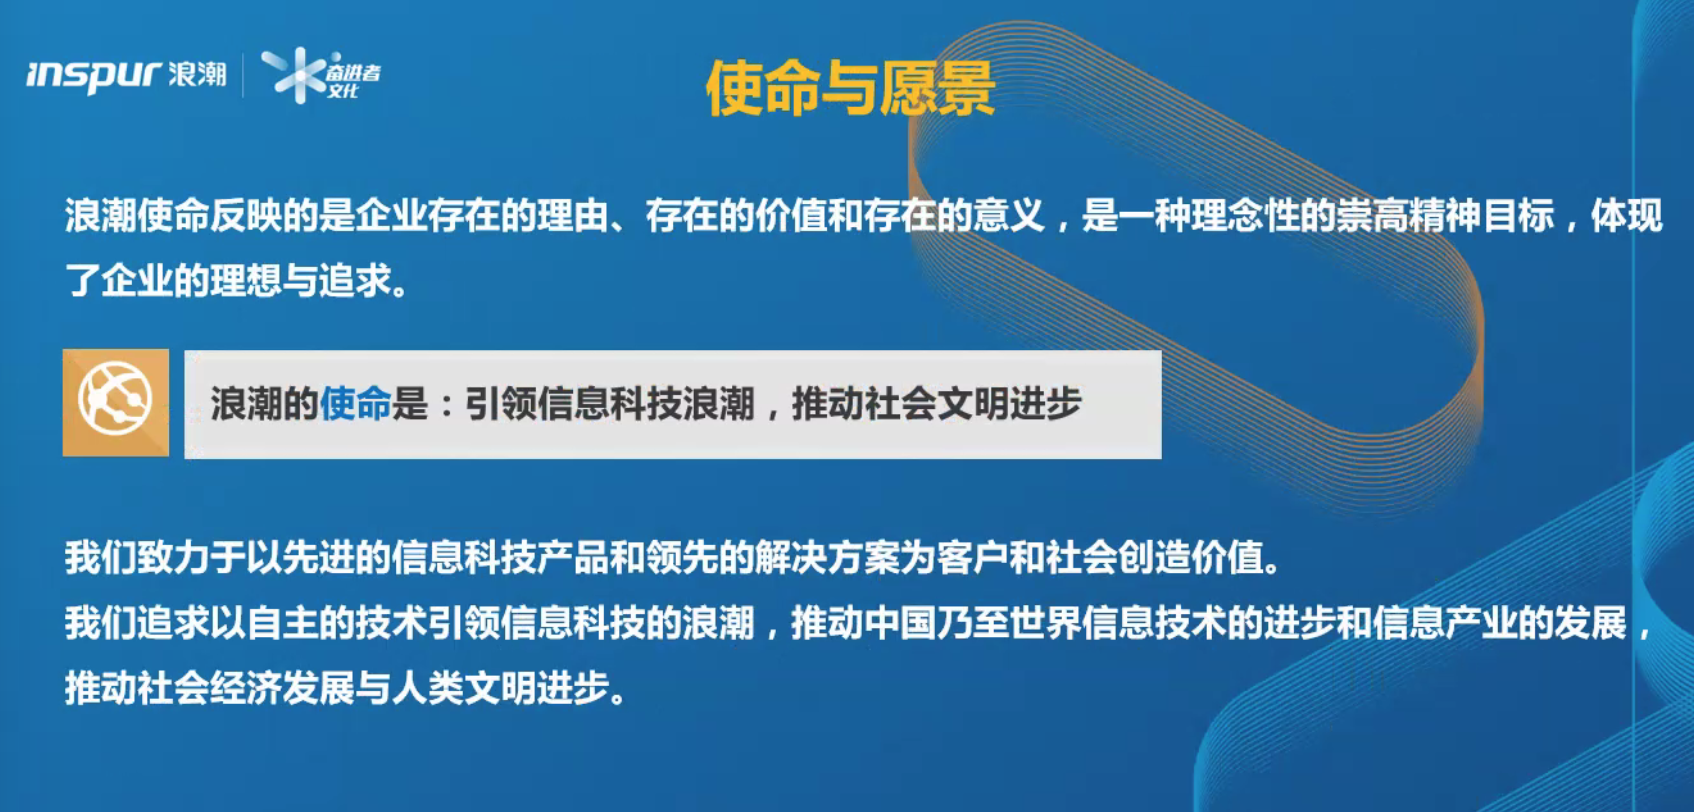 inspur 浪潮
奋进者
文化
使命与愿景
浪潮使命反映的是企业存在的理由、存在的价值和存在的意义，是一种理念性的崇高精神目标，体现
了企业的理想与追求。
浪潮的使命是：引领信息科技浪潮，推动社会文明进步
我们致力于以先进的信息科技产品和领先的解决方案为客户和社会创造价值。
我们追求以自主的技术引领信息科技的浪潮，推动中国乃至世界信息技术的进步和信息产业的发展，
推动社会经济发展与人类文明进步。